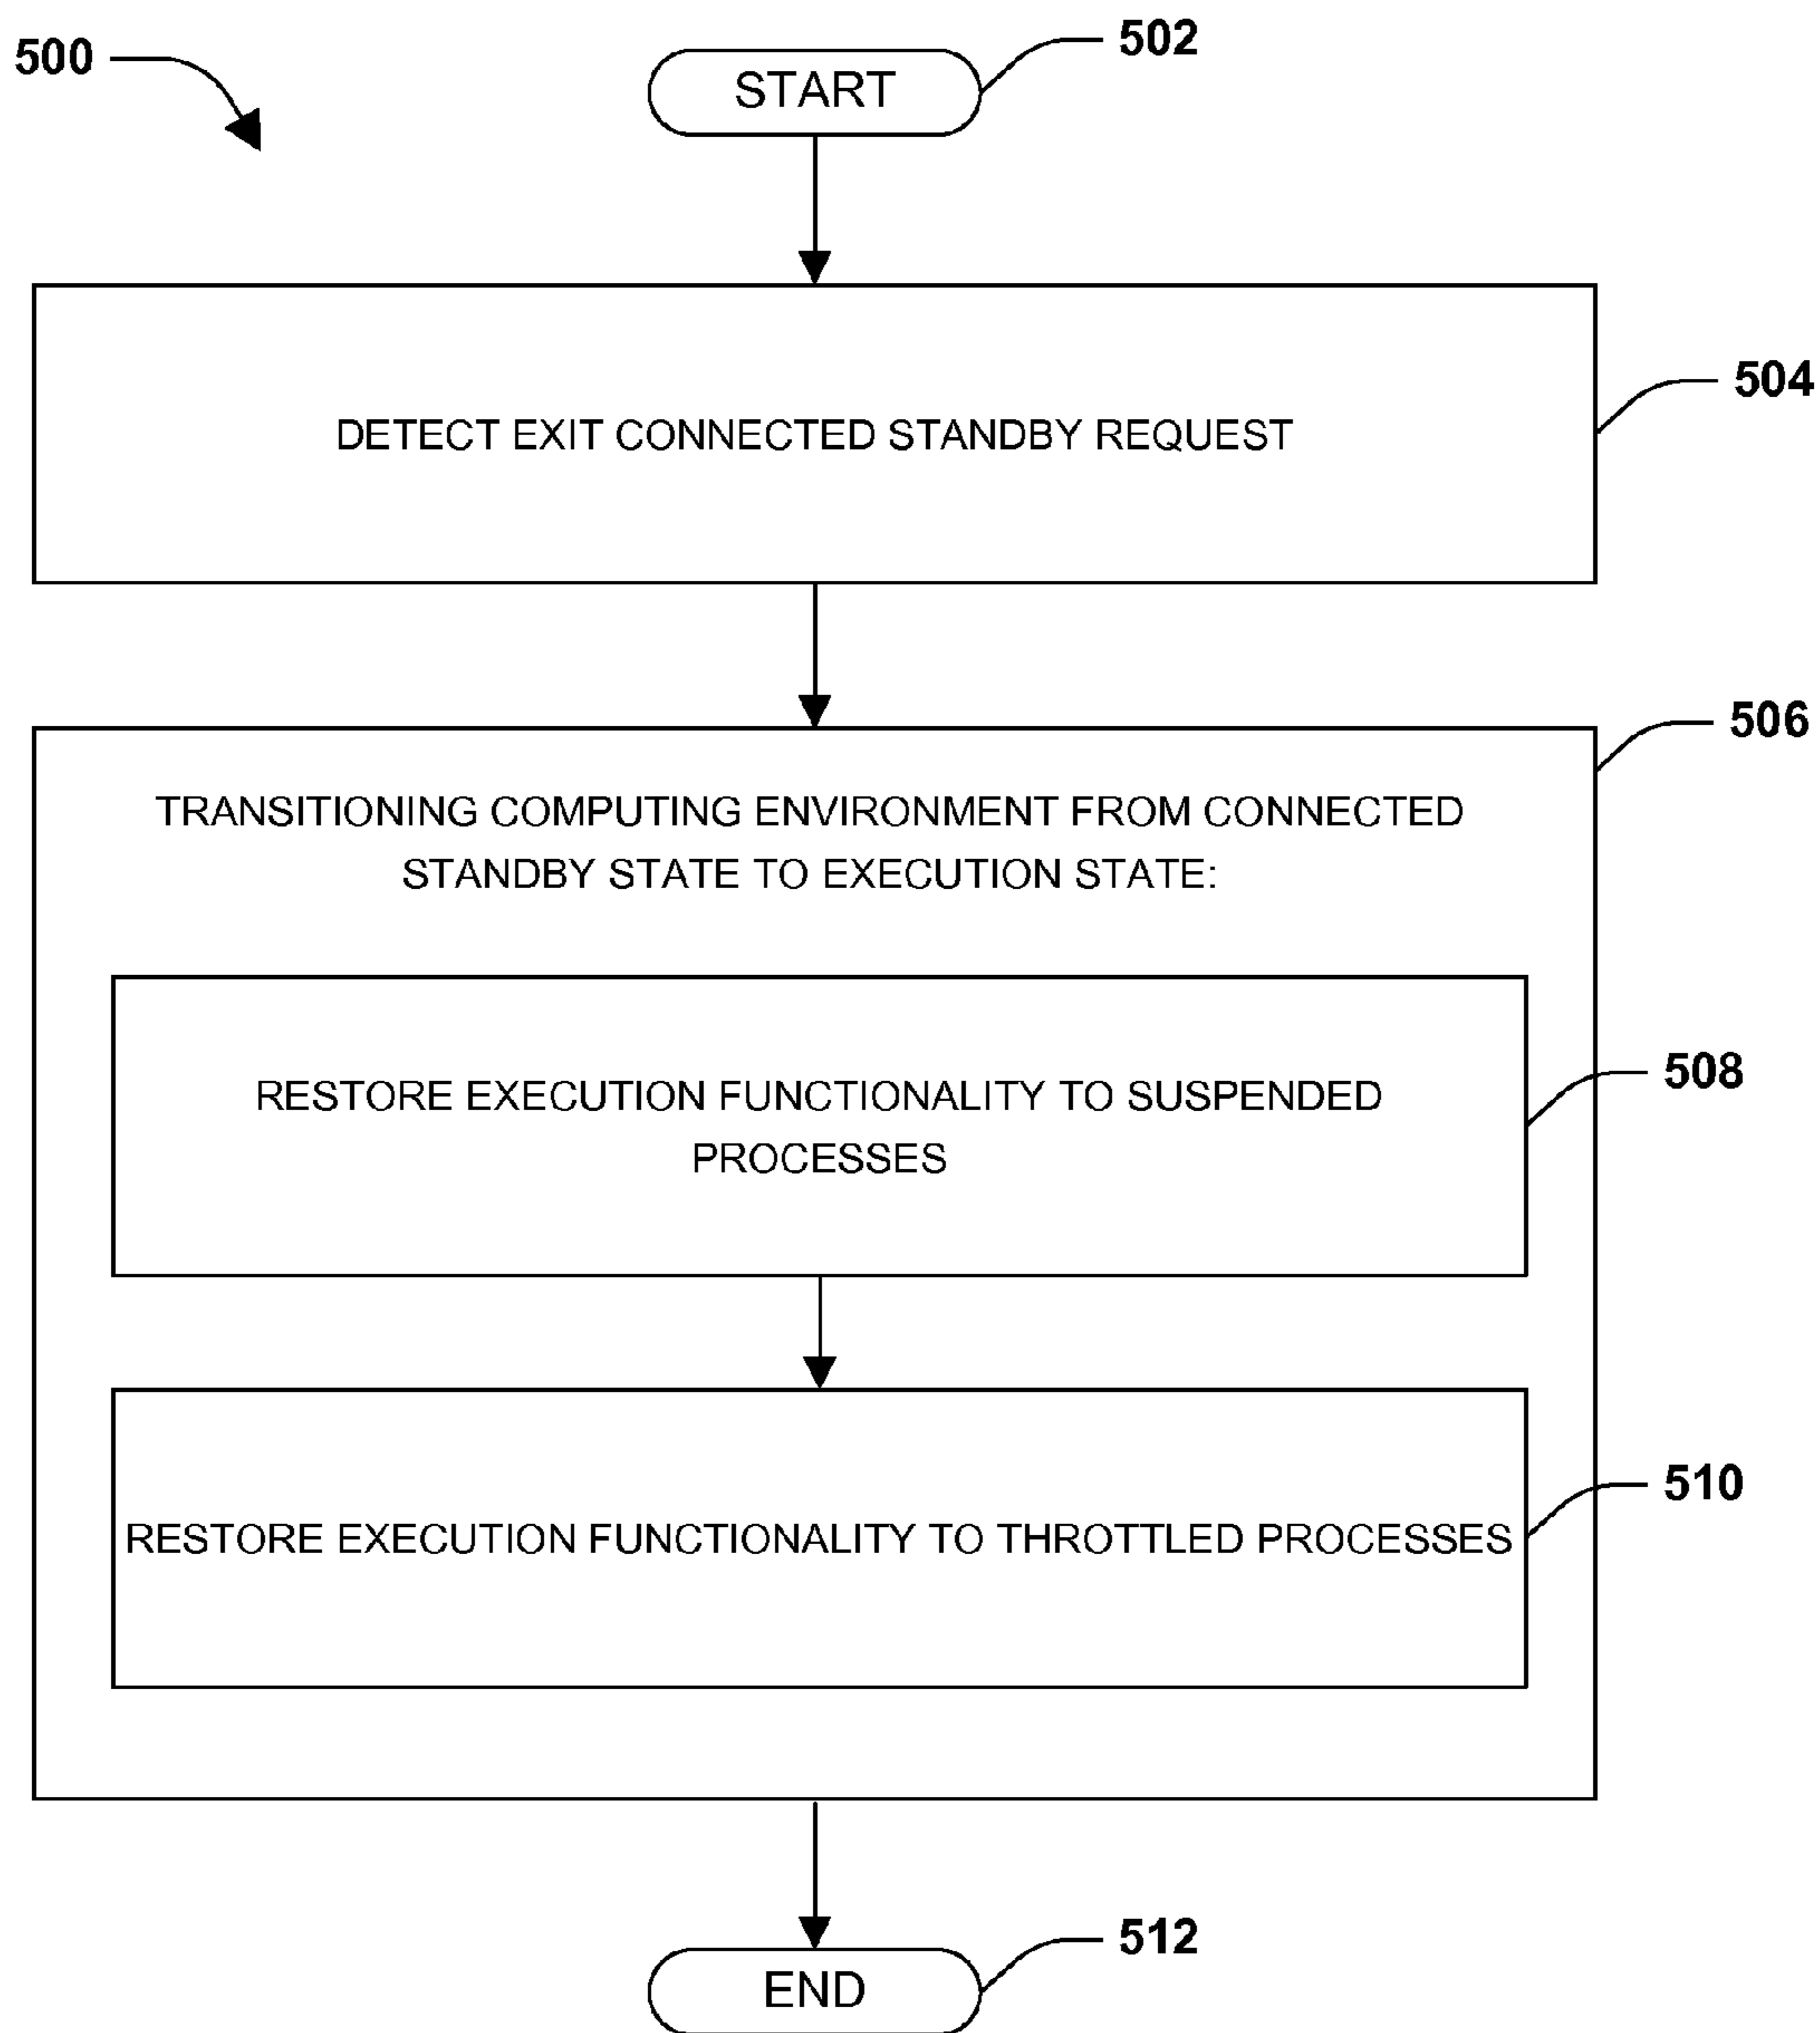 500
START
502
DETECT EXIT CONNECTED STANDBY REQUEST
504
506
TRANSITIONING COMPUTING ENVIRONMENT FROM CONNECTED
STANDBY STATE TO EXECUTION STATE:
RESTORE EXECUTION FUNCTIONALITY TO SUSPENDED
PROCESSES
508
RESTORE EXECUTION FUNCTIONALITY TO THROTTLED PROCESSES
510
END
512